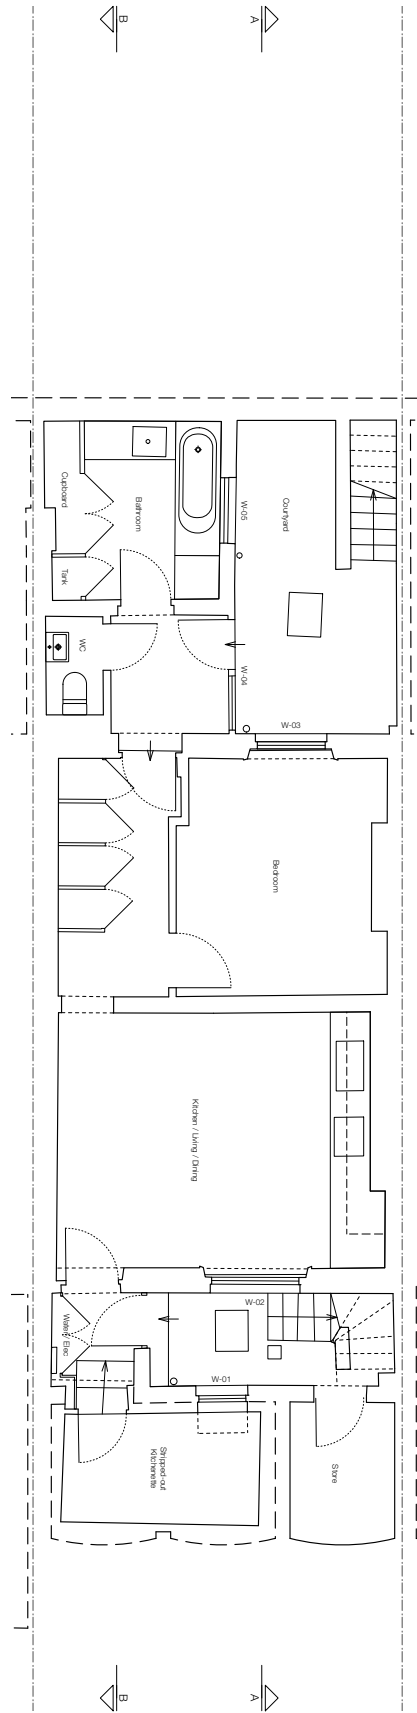 B
A
Cupboard
Bathroom
W-05
Courtyard
Tank
WC
W-04
W-03
Bedroom
Kitchen / Living / Dining
W-02
Water / Elec
W-01
Stripped-out
Kitchenette
Store
B
A